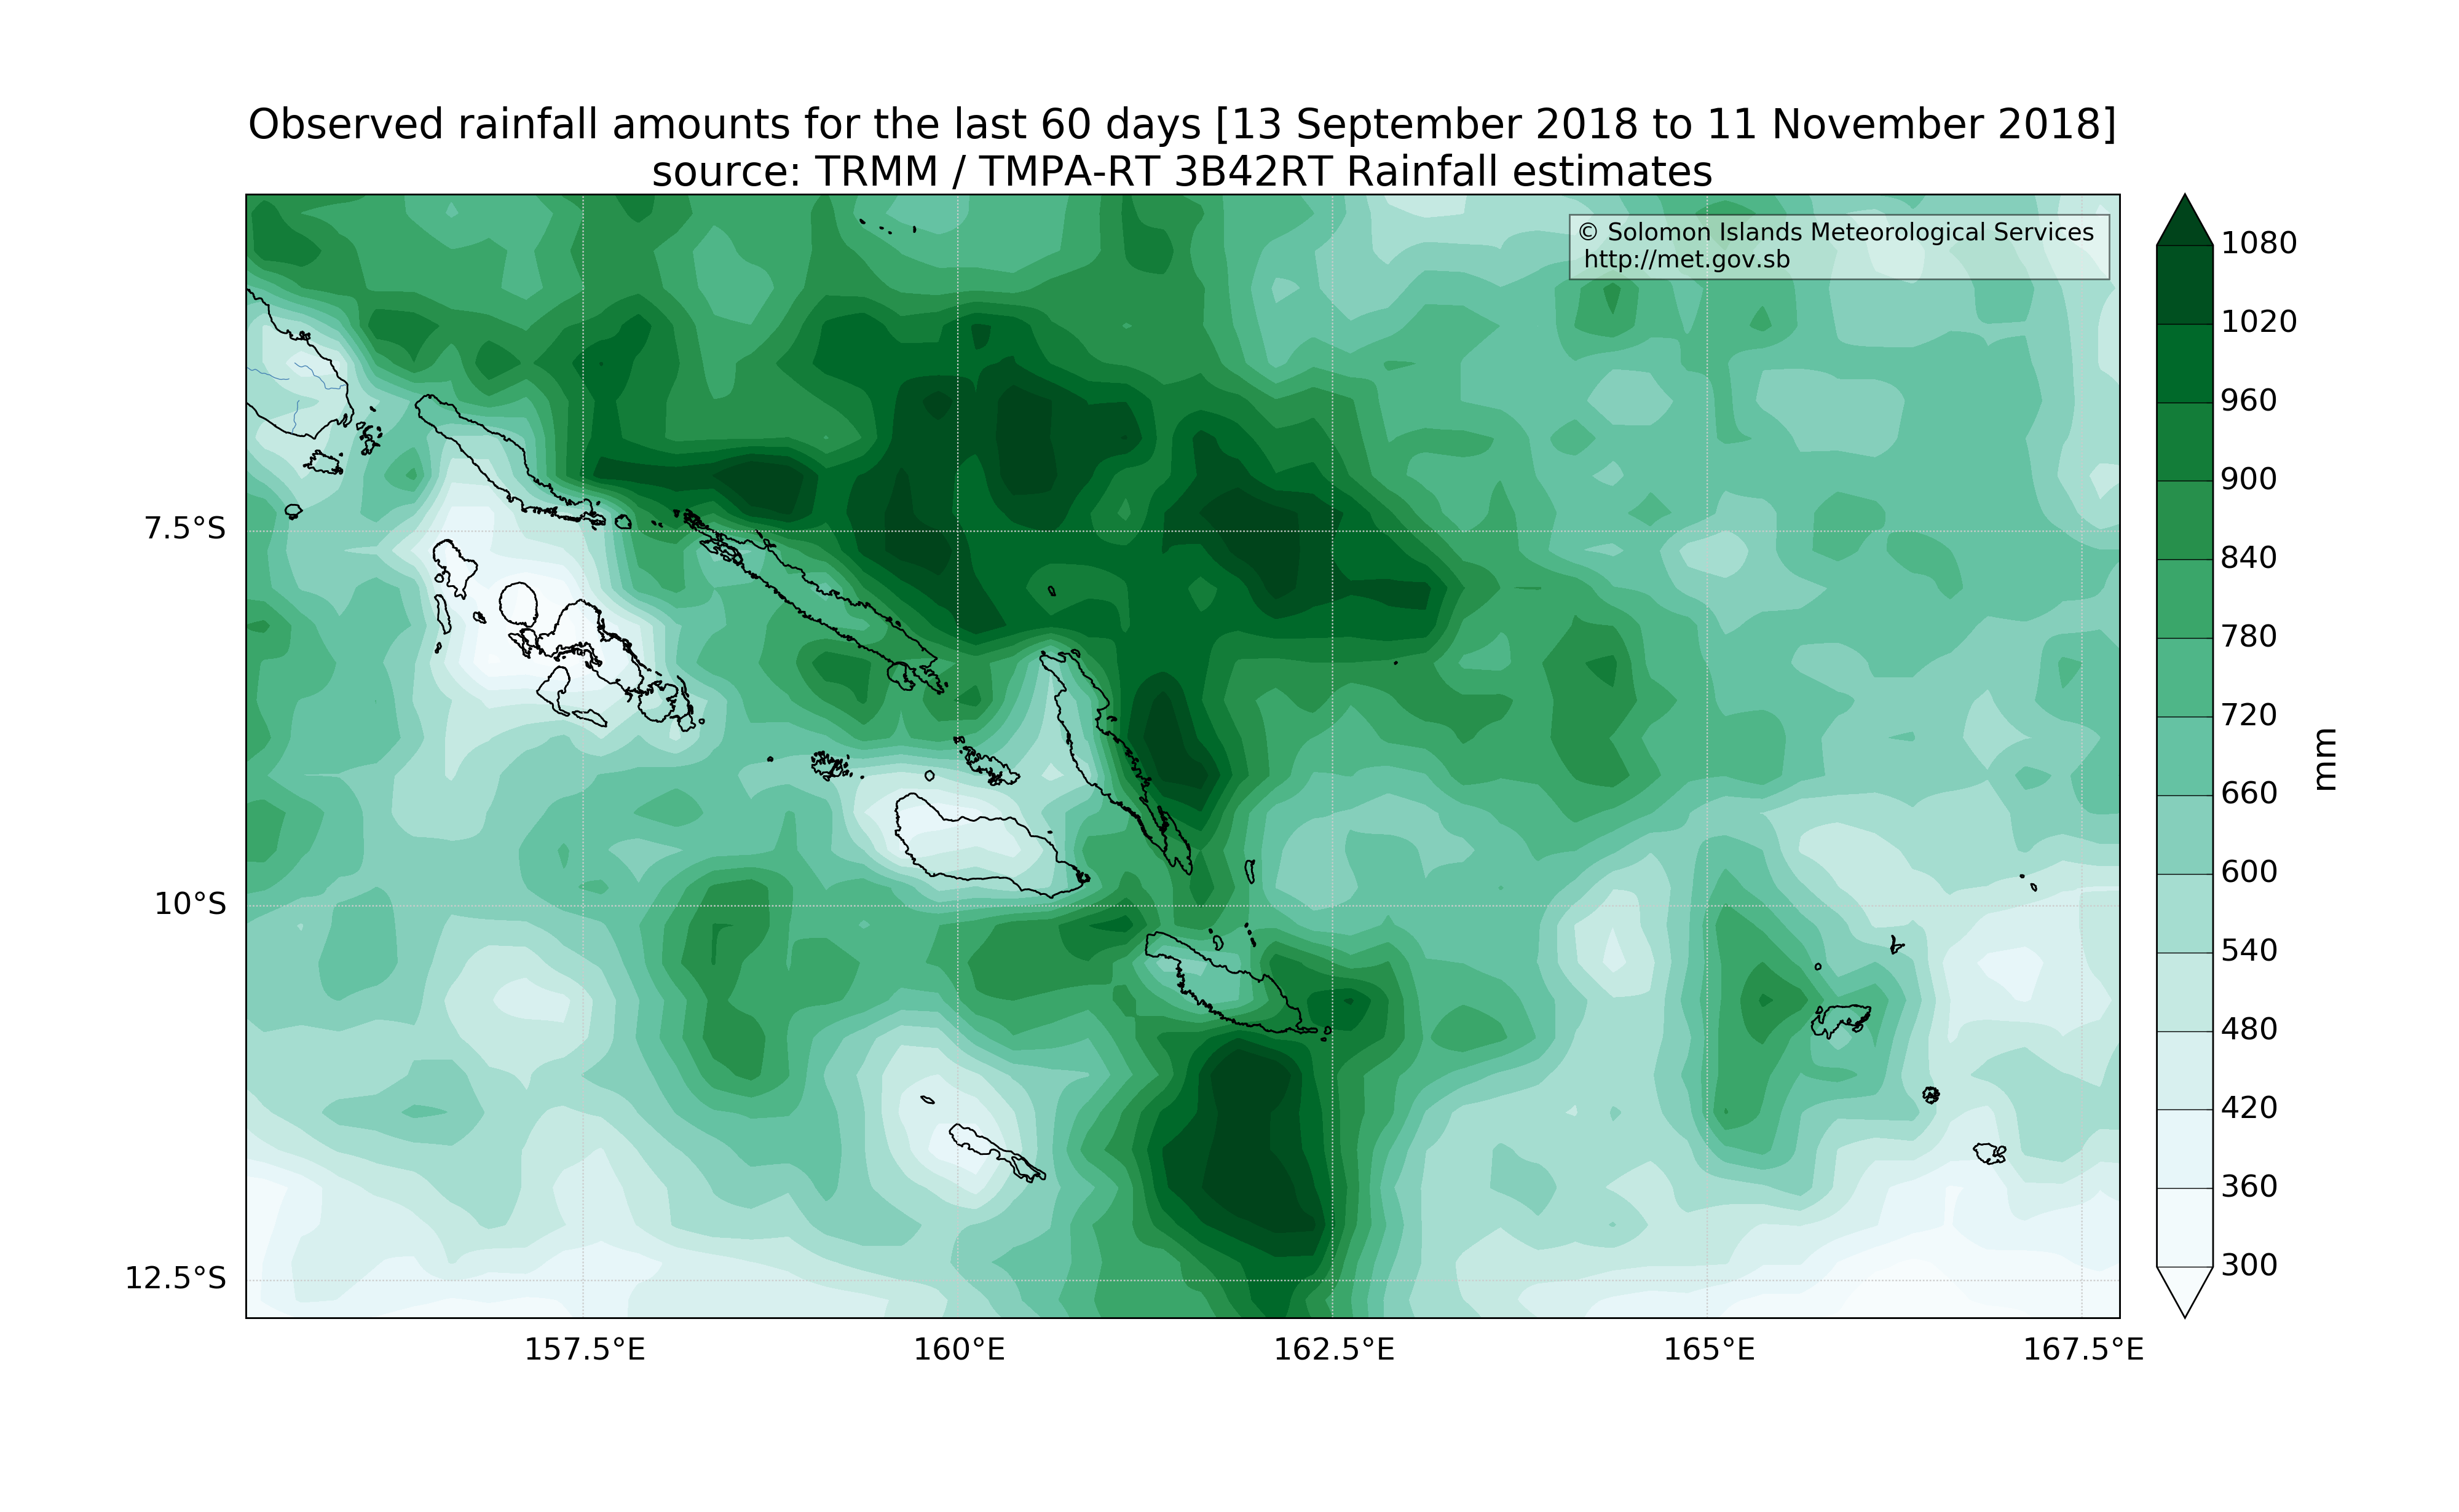 Observed rainfall amounts for the last 60 days [13 September 2018 to 11 November 2018]
source: TRMM / TMPA-RT 3B42RT Rainfall estimates
© Solomon Islands Meteorological Services
http://met.gov.sb
7.5°S
10°S
12.5°S
157.5°E
160°E
162.5°E
165°E
167.5°E
1080
1020
960
900
840
780
720
660
600
540
480
420
360
300
mm